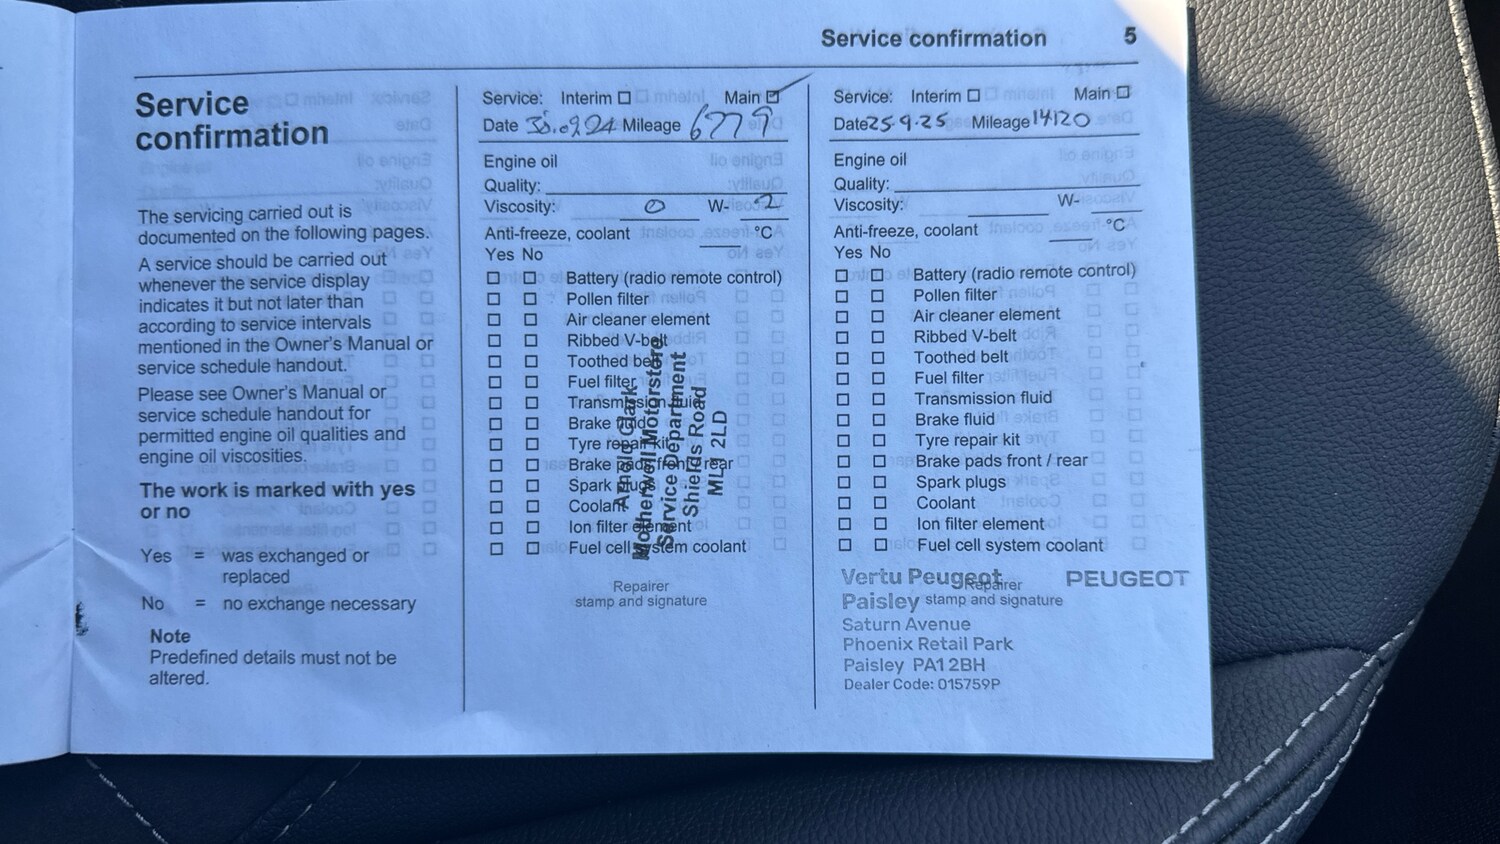 Service confirmation 5
Service
confirmation
The servicing carried out is
documented on the following pages.
A service should be carried out
whenever the service display
indicates it but not later than
according to service intervals
mentioned in the Owner's Manual or
service schedule handout.
Please see Owner's Manual or
service schedule handout for
permitted engine oil qualities and
engine oil viscosities.
The work is marked with yes
or no
Yes = was exchanged or
replaced
No = no exchange necessary
Note
Predefined details must not be
altered.
Service: Interim ☐ Main ☑
Date 30.09.24 Mileage 6779
Engine oil
Quality:
Viscosity: 0 W- 2
Anti-freeze, coolant °C
Yes No
☐ ☐ Battery (radio remote control)
☐ ☐ Pollen filter
☐ ☐ Air cleaner element
☐ ☐ Ribbed V-belt
☐ ☐ Toothed belt
☐ ☐ Fuel filter
☐ ☐ Transmission fluid
☐ ☐ Brake fluid
☐ ☐ Tyre repair kit
☐ ☐ Brake pads front / rear
☐ ☐ Spark plugs
☐ ☐ Coolant
☐ ☐ Ion filter element
☐ ☐ Fuel cell system coolant
Arnold Clark
Motherwell Motorstore
Service Department
Shields Road
ML1 2LD
Repairer
stamp and signature
Service: Interim ☐ Main ☐
Date 25.9.25 Mileage 14120
Engine oil
Quality:
Viscosity: W-
Anti-freeze, coolant °C
Yes No
☐ ☐ Battery (radio remote control)
☐ ☐ Pollen filter
☐ ☐ Air cleaner element
☐ ☐ Ribbed V-belt
☐ ☐ Toothed belt
☐ ☐ Fuel filter
☐ ☐ Transmission fluid
☐ ☐ Brake fluid
☐ ☐ Tyre repair kit
☐ ☐ Brake pads front / rear
☐ ☐ Spark plugs
☐ ☐ Coolant
☐ ☐ Ion filter element
☐ ☐ Fuel cell system coolant
Repairer
stamp and signature
Vertu Peugeot PEUGEOT
Paisley
Saturn Avenue
Phoenix Retail Park
Paisley PA1 2BH
Dealer Code: 015759P